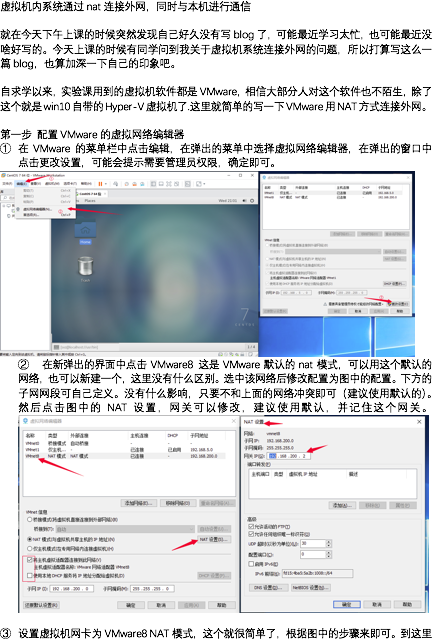 虚拟机内系统通过 nat 连接外网，同时与本机进行通信
就在今天下午上课的时候突然发现自己好久没有写 blog 了，可能最近学习太忙，也可能最近没
啥好写的。今天上课的时候有同学问到我关于虚拟机系统连接外网的问题，所以打算写这么一
篇 blog，也算加深一下自己的印象吧。
自求学以来，实验课用到的虚拟机软件都是 VMware, 相信大部分人对这个软件也不陌生，除了
这个就是 win10 自带的 Hyper-V 虚拟机了.这里就简单的写一下 VMware 用 NAT 方式连接外网。
第一步 配置 VMware 的虚拟网络编辑器
① 在 VMware 的菜单栏中点击编辑，在弹出的菜单中选择虚拟网络编辑器，在弹出的窗口中
点击更改设置，可能会提示需要管理员权限，确定即可。
② 在新弹出的界面中点击 VMware8 这是 VMware 默认的 nat 模式，可以用这个默认的
网络，也可以新建一个，这里没有什么区别。选中该网络后修改配置为图中的配置。下方的
子网网段可自己定义。没有什么影响，只要不和上面的网络冲突即可（建议使用默认的）。
然后点击图中的 NAT 设置，网关可以修改，建议使用默认，并记住这个网关。
虚拟网络编辑器
名称 类型 外部连接 主机连接 DHCP 子网地址
VMnet0 桥接模式 自动桥接 - - -
VMnet1 仅主机... - 已连接 已启用 192.168.5.0
VMnet8 NAT 模式 NAT 模式 已连接 - 192.168.200.0
添加网络(E)... 移除网络(O)
VMnet 信息
桥接模式(将虚拟机直接连接到外部网络)(B)
NAT 模式(与虚拟机共享主机的 IP 地址)(N) NAT 设置(S)...
仅主机模式(在专用网络内连接虚拟机)(H)
将主机虚拟适配器连接到此网络(V)
主机虚拟适配器名称: VMware 网络适配器 VMnet8
使用本地 DHCP 服务将 IP 地址分配给虚拟机(D)
子网 IP (I): 192 . 168 . 200 . 0 子网掩码(M): 255 . 255 . 255 . 0
还原默认设置(R) 确定 取消 应用(A) 帮助
NAT 设置
网络: vmnet8
子网 IP: 192.168.200.0
子网掩码: 255.255.255.0
网关 IP(G): 192 . 168 . 200 . 2
端口转发(F)
主机端口 类型 虚拟机 IP 地址 描述
添加(A)... 移除(R) 属性(P)
高级
允许活动的 FTP(T)
允许任何组织唯一标识符(O)
UDP 超时(以秒为单位)(U): 30
配置端口(C): 0
启用 IPv6(E)
DNS 设置(D)... NetBIOS 设置(N)...
确定 取消 帮助
③ 设置虚拟机网卡为 VMware8 NAT 模式，这个就很简单了，根据图中的步骤来即可。到这里